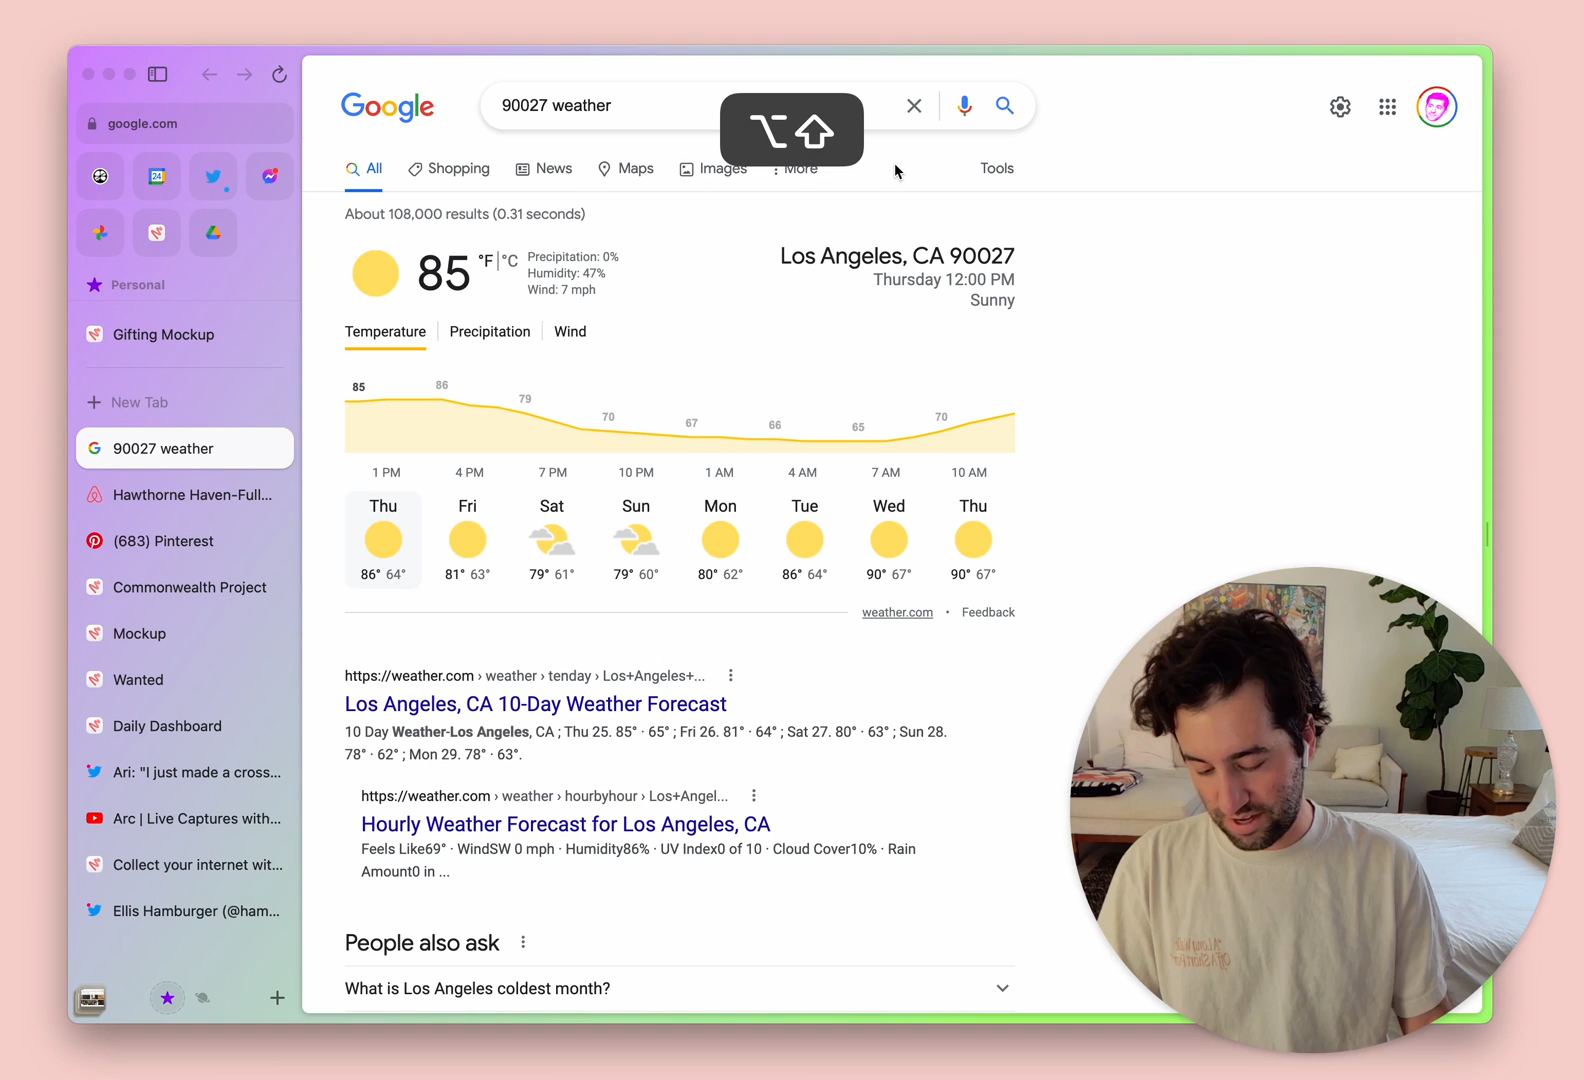 google.com
24
Personal
Gifting Mockup
New Tab
90027 weather
Hawthorne Haven-Full...
(683) Pinterest
Commonwealth Project
Mockup
Wanted
Daily Dashboard
Ari: "I just made a cross...
Arc | Live Captures with...
Collect your internet wit...
Ellis Hamburger (@ham...
Google
90027 weather
⌥⇧
All
Shopping
News
Maps
Images
More
Tools
About 108,000 results (0.31 seconds)
85 °F | °C
Precipitation: 0%
Humidity: 47%
Wind: 7 mph
Los Angeles, CA 90027
Thursday 12:00 PM
Sunny
Temperature
Precipitation
Wind
85 86 79 70 67 66 65 70
1 PM 4 PM 7 PM 10 PM 1 AM 4 AM 7 AM 10 AM
Thu Fri Sat Sun Mon Tue Wed Thu
86° 64° 81° 63° 79° 61° 79° 60° 80° 62° 86° 64° 90° 67° 90° 67°
weather.com • Feedback
https://weather.com › weather › tenday › Los+Angeles+...
Los Angeles, CA 10-Day Weather Forecast
10 Day Weather-Los Angeles, CA ; Thu 25. 85° · 65° ; Fri 26. 81° · 64° ; Sat 27. 80° · 63° ; Sun 28.
78° · 62° ; Mon 29. 78° · 63°.
https://weather.com › weather › hourbyhour › Los+Angel...
Hourly Weather Forecast for Los Angeles, CA
Feels Like69° · WindSW 0 mph · Humidity86% · UV Index0 of 10 · Cloud Cover10% · Rain
Amount0 in ...
People also ask
What is Los Angeles coldest month?